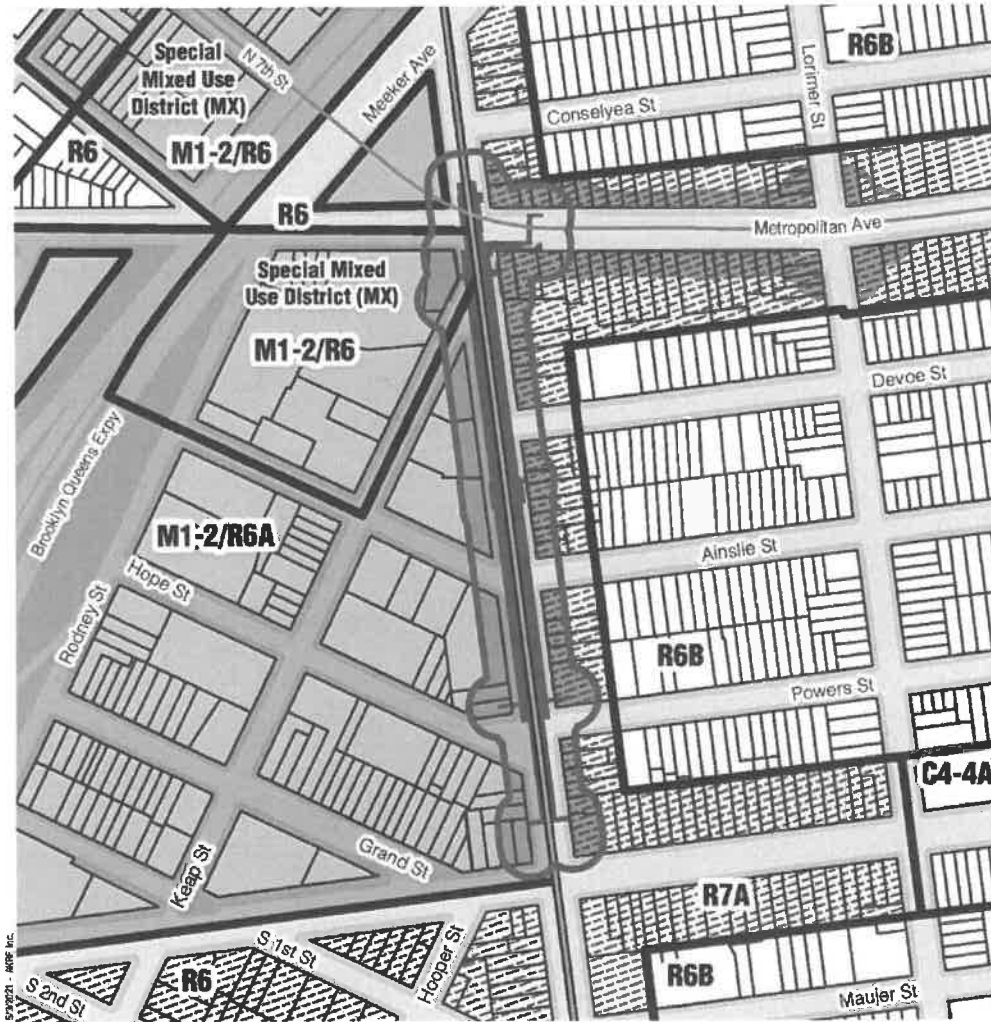 Special
Mixed Use
District (MX)
M1-2/R6
N 7th St
Meeker Ave
R6B
Lorimer St
Conselyea St
R6
R6
Metropolitan Ave
Special Mixed
Use District (MX)
M1-2/R6
Devoe St
Brooklyn Queens Expy
M1-2/R6A
Ainslie St
Hope St
Rodney St
R6B
Powers St
C4-4A
Grand St
Keap St
R7A
S 1st St
Hooper St
R6
S 2nd St
R6B
Maujer St
AKRF Inc.